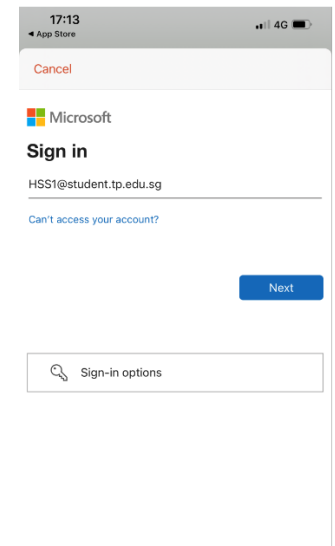 17:13
4G
◀ App Store
Cancel
Microsoft
Sign in
HSS1@student.tp.edu.sg
Can't access your account?
Next
Sign-in options